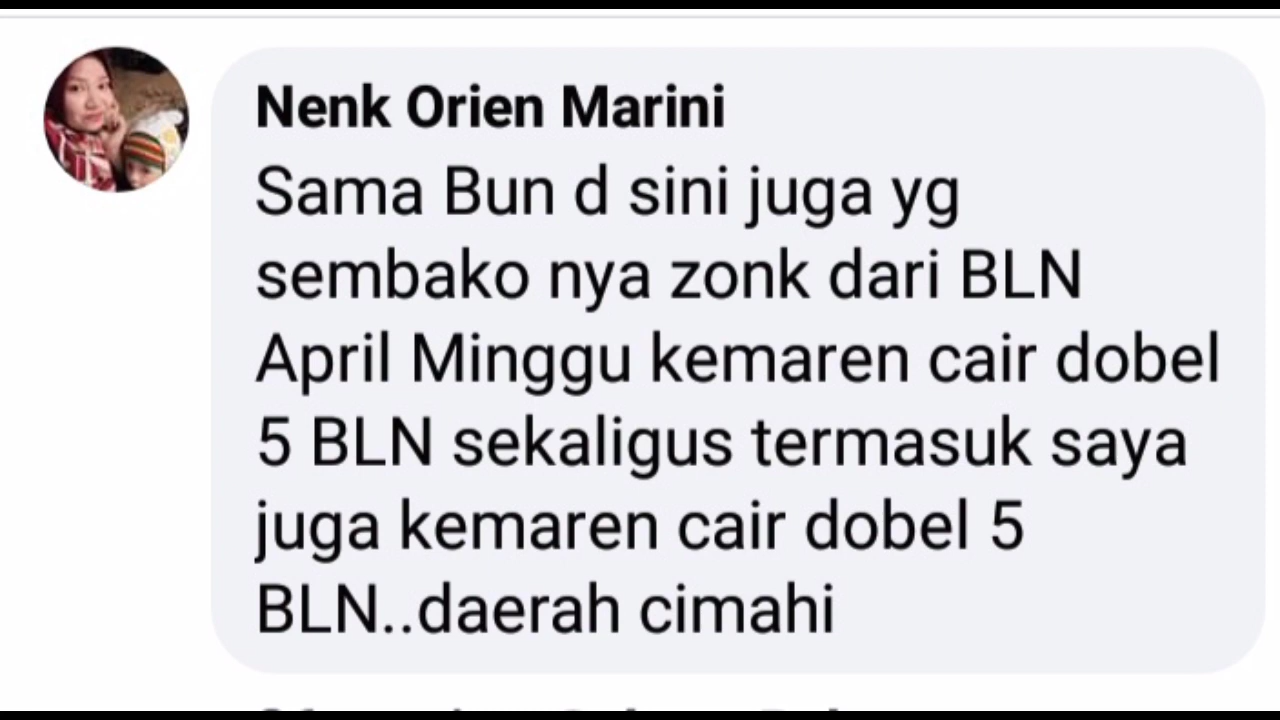 Nenk Orien Marini
Sama Bun d sini juga yg
sembako nya zonk dari BLN
April Minggu kemaren cair dobel
5 BLN sekaligus termasuk saya
juga kemaren cair dobel 5
BLN..daerah cimahi